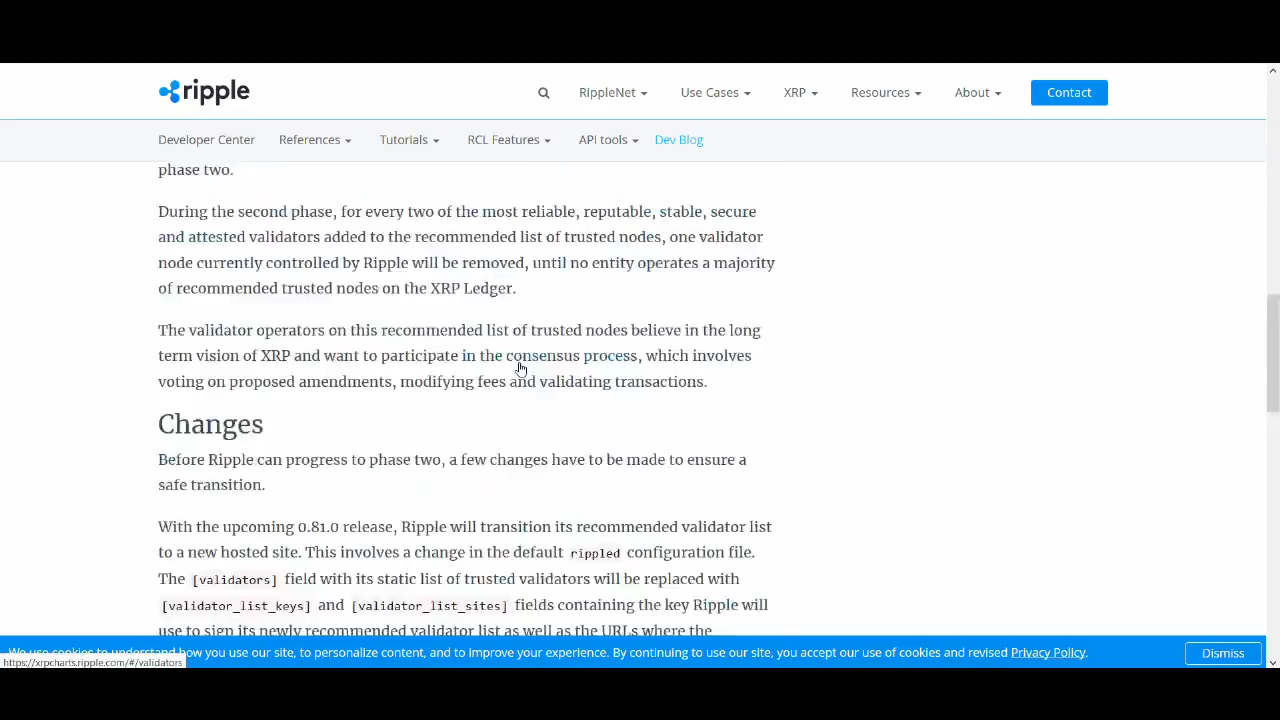 ripple
RippleNet
Use Cases
XRP
Resources
About
Contact
Developer Center
References
Tutorials
RCL Features
API tools
Dev Blog
phase two.
During the second phase, for every two of the most reliable, reputable, stable, secure
and attested validators added to the recommended list of trusted nodes, one validator
node currently controlled by Ripple will be removed, until no entity operates a majority
of recommended trusted nodes on the XRP Ledger.
The validator operators on this recommended list of trusted nodes believe in the long
term vision of XRP and want to participate in the consensus process, which involves
voting on proposed amendments, modifying fees and validating transactions.
Changes
Before Ripple can progress to phase two, a few changes have to be made to ensure a
safe transition.
With the upcoming 0.81.0 release, Ripple will transition its recommended validator list
to a new hosted site. This involves a change in the default rippled configuration file.
The [validators] field with its static list of trusted validators will be replaced with
[validator_list_keys] and [validator_list_sites] fields containing the key Ripple will
use to sign its newly recommended validator list as well as the URLs where the
We use cookies to understand how you use our site, to personalize content, and to improve your experience. By continuing to use our site, you accept our use of cookies and revised Privacy Policy.
Dismiss
https://xrpcharts.ripple.com/#/validators